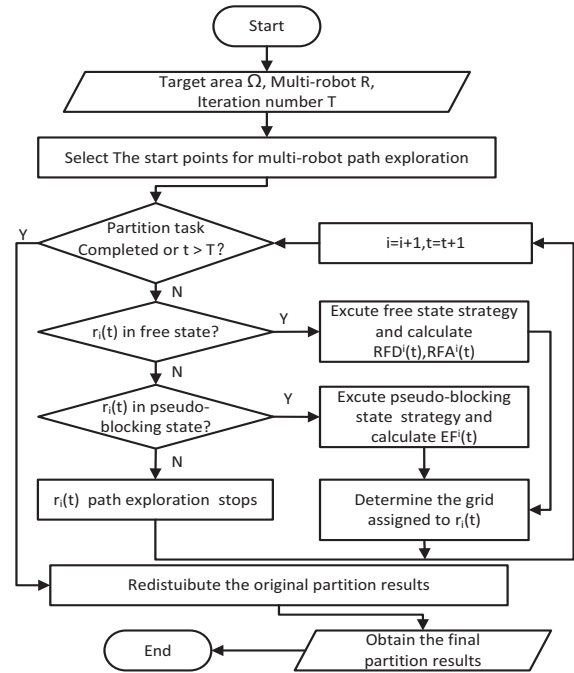 Start
Target area Ω, Multi-robot R,
Iteration number T
Select The start points for multi-robot path exploration
Y
Partition task
Completed or t > T?
i=i+1,t=t+1
N
rᵢ(t) in free state?
Y
Excute free state strategy
and calculate
RFDⁱ(t),RFAⁱ(t)
N
rᵢ(t) in pseudo-
blocking state?
Y
Excute pseudo-blocking
state strategy and
calculate EFⁱ(t)
N
rᵢ(t) path exploration stops
Determine the grid
assigned to rᵢ(t)
Redistuibute the original partition results
End
Obtain the final
partition results